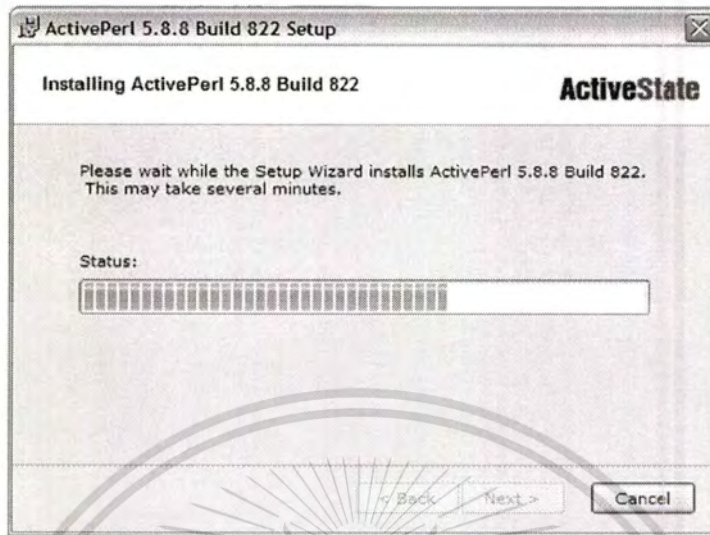 ActivePerl 5.8.8 Build 822 Setup
Installing ActivePerl 5.8.8 Build 822
ActiveState
Please wait while the Setup Wizard installs ActivePerl 5.8.8 Build 822.
This may take several minutes.
Status:
< Back
Next >
Cancel